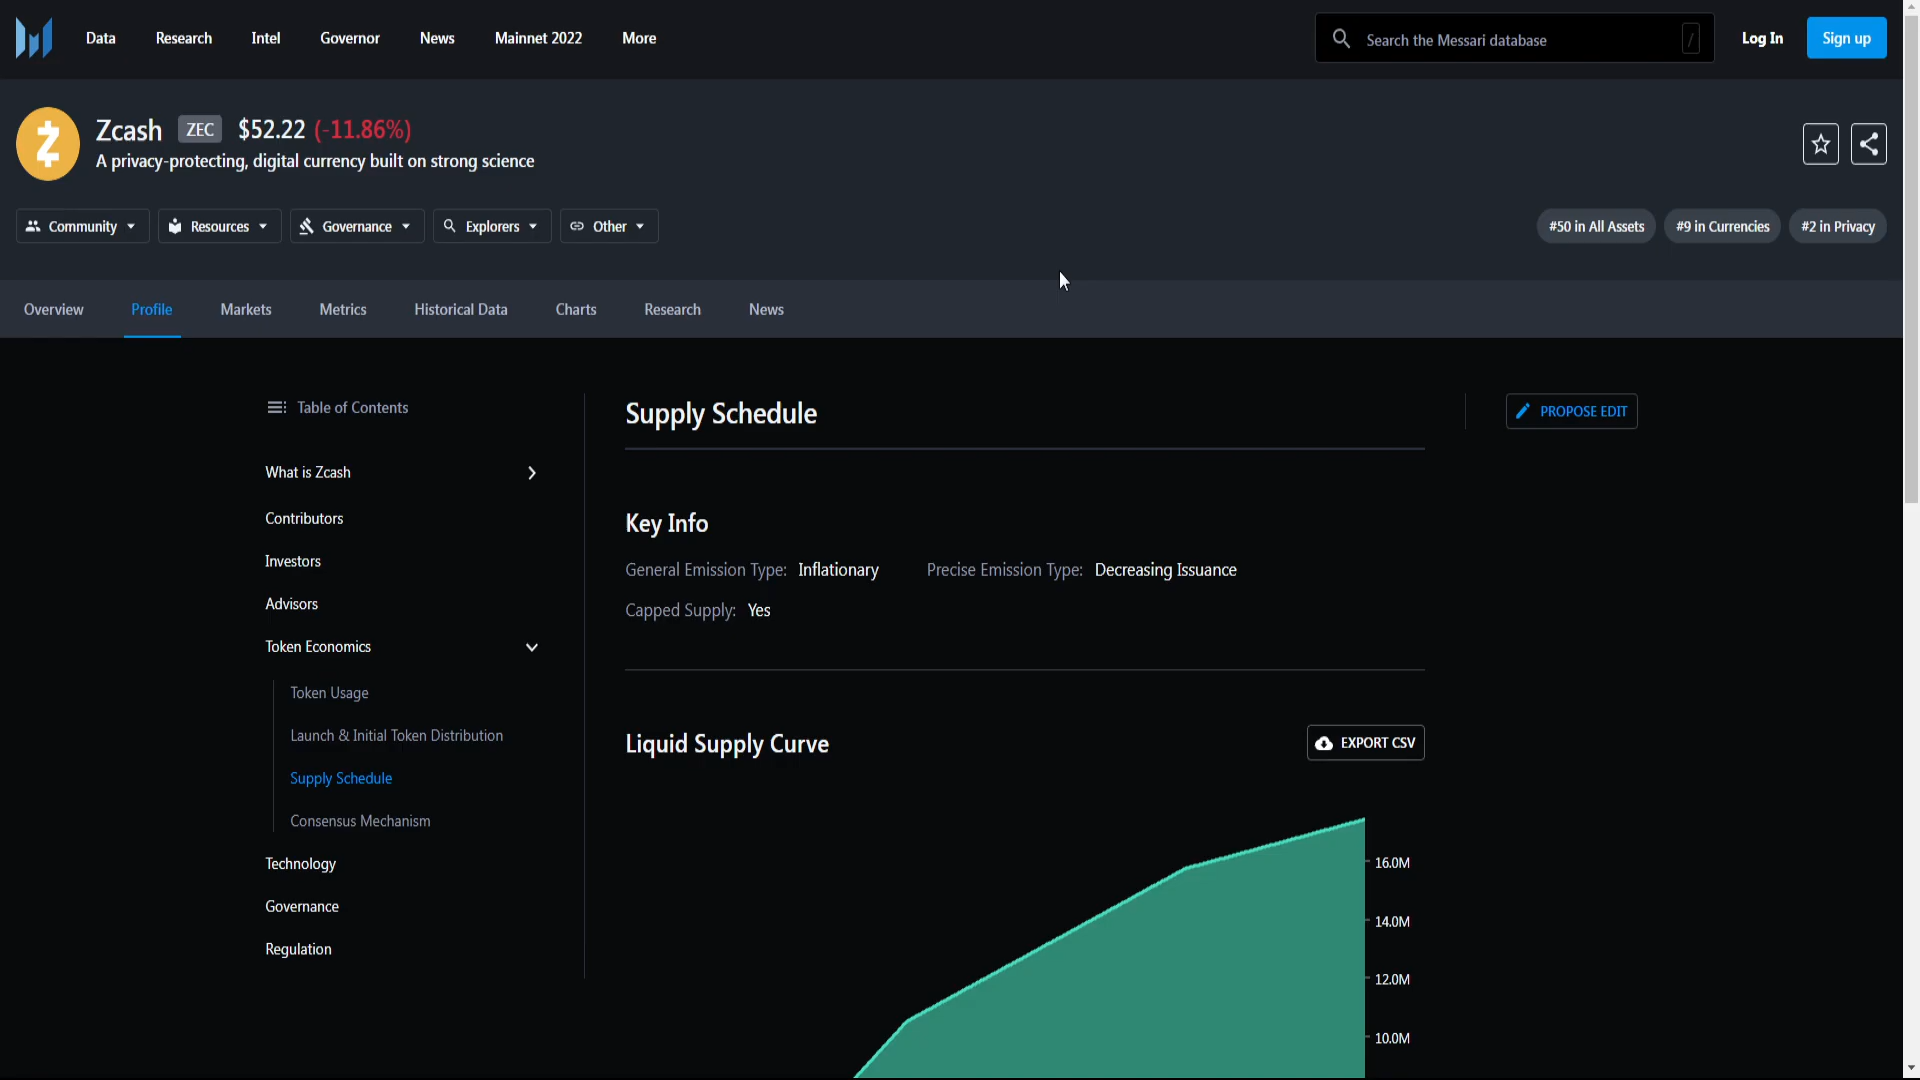 Data Research Intel Governor News Mainnet 2022 More Search the Messari database / Log In Sign up
Zcash ZEC $52.22 (-11.86%)
A privacy-protecting, digital currency built on strong science
Community Resources Governance Explorers Other #50 in All Assets #9 in Currencies #2 in Privacy
Overview Profile Markets Metrics Historical Data Charts Research News
Table of Contents
What is Zcash
Contributors
Investors
Advisors
Token Economics
Token Usage
Launch & Initial Token Distribution
Supply Schedule
Consensus Mechanism
Technology
Governance
Regulation
Supply Schedule
PROPOSE EDIT
Key Info
General Emission Type: Inflationary Precise Emission Type: Decreasing Issuance
Capped Supply: Yes
Liquid Supply Curve
EXPORT CSV
16.0M
14.0M
12.0M
10.0M